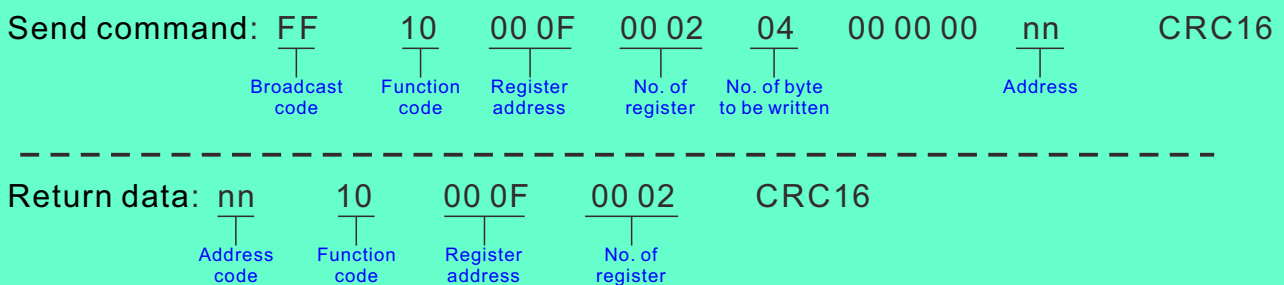 Send command: FF 10 00 0F 00 02 04 00 00 00 nn CRC16
Broadcast Function Register No. of No. of byte Address
code code address register to be written
Return data: nn 10 00 0F 00 02 CRC16
Address Function Register No. of
code code address register